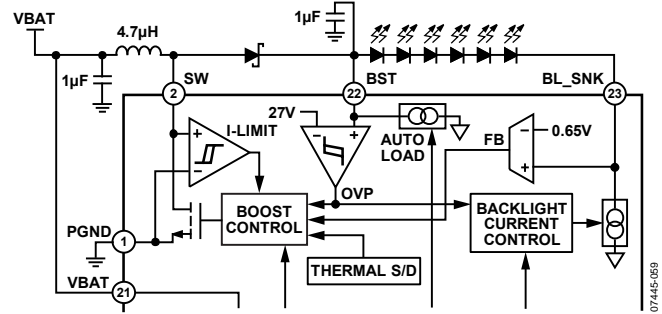 VBAT
1µF
4.7µH
1µF
SW
BST
BL_SNK
2
22
23
27V
I-LIMIT
AUTO
LOAD
FB
0.65V
+
−
−
+
−
+
OVP
PGND
1
BOOST
CONTROL
BACKLIGHT
CURRENT
CONTROL
THERMAL S/D
VBAT
21
07445-059